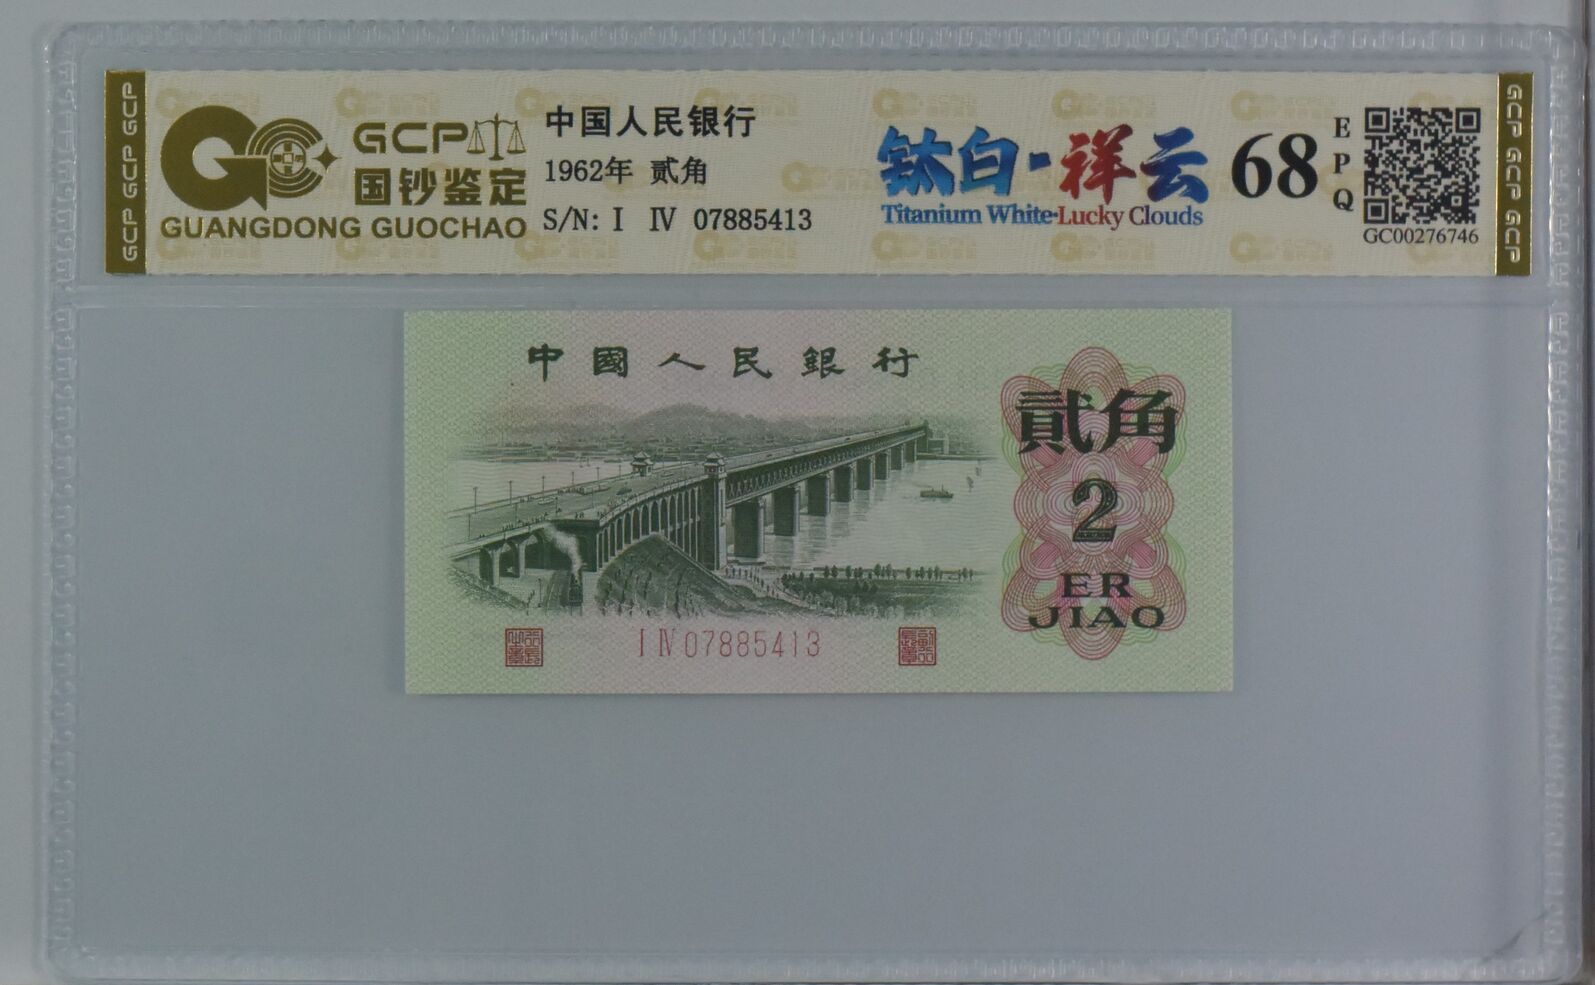 GCP GCP GCP
GCP
国钞鉴定
GUANGDONG GUOCHAO
中国人民银行
1962年 贰角
S/N: I Ⅳ 07885413
钛白-祥云
Titanium White-Lucky Clouds
68
EPQ
GC00276746
GCP GCP GCP
中國人民銀行
貳角
2
ER
JIAO
I Ⅳ 07885413